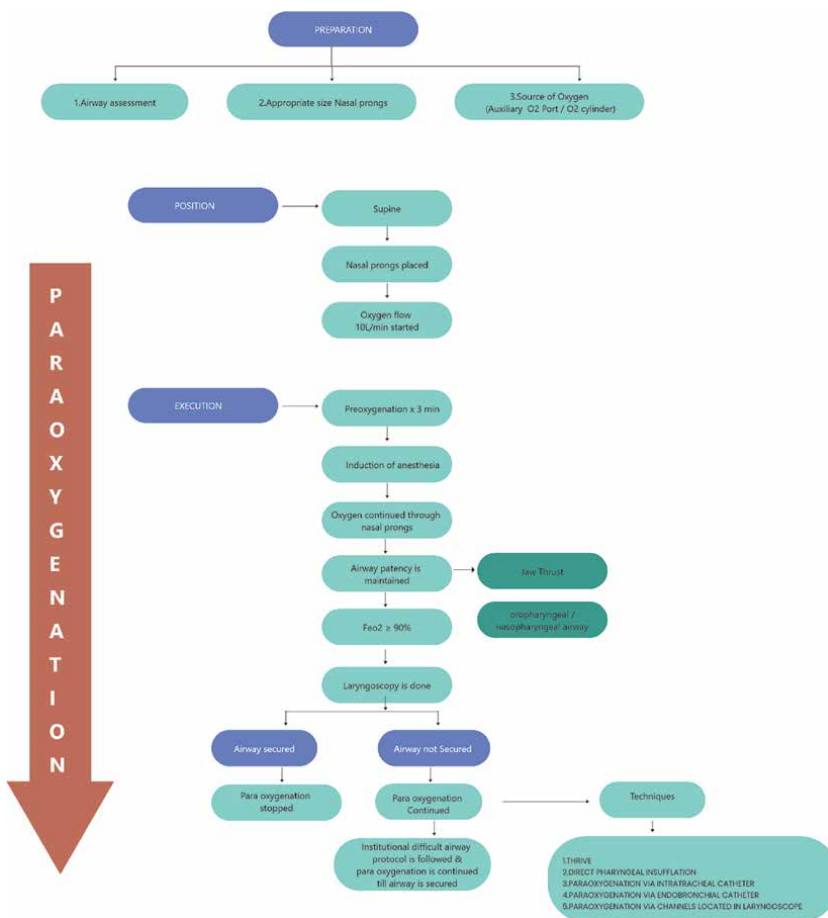 PREPARATION
1.Airway assessment
2.Appropriate size Nasal prongs
3.Source of Oxygen
(Auxiliary O2 Port / O2 cylinder)
POSITION
Supine
Nasal prongs placed
Oxygen flow
10L/min started
PARAOXYGENATION
EXECUTION
Preoxygenation x 3 min
Induction of anesthesia
Oxygen continued through
nasal prongs
Airway patency is
maintained
Jaw Thrust
oropharyngeal /
nasopharyngeal airway
Feo2 ≥ 90%
Laryngoscopy is done
Airway secured
Airway not Secured
Para oxygenation
stopped
Para oxygenation
Continued
Techniques
Institutional difficult airway
protocol is followed &
para oxygenation is continued
till airway is secured
1.THRIVE
2.DIRECT PHARYNGEAL INSUFFLATION
3.PARAOXYGENATION VIA INTRATRACHEAL CATHETER
4.PARAOXYGENATION VIA ENDOBRONCHIAL CATHETER
5.PARAOXYGENATION VIA CHANNELS LOCATED IN LARYNGOSCOPE